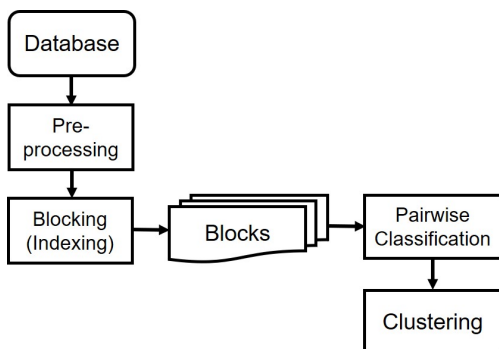 Database
Pre-
processing
Blocking
(Indexing)
Blocks
Pairwise
Classification
Clustering